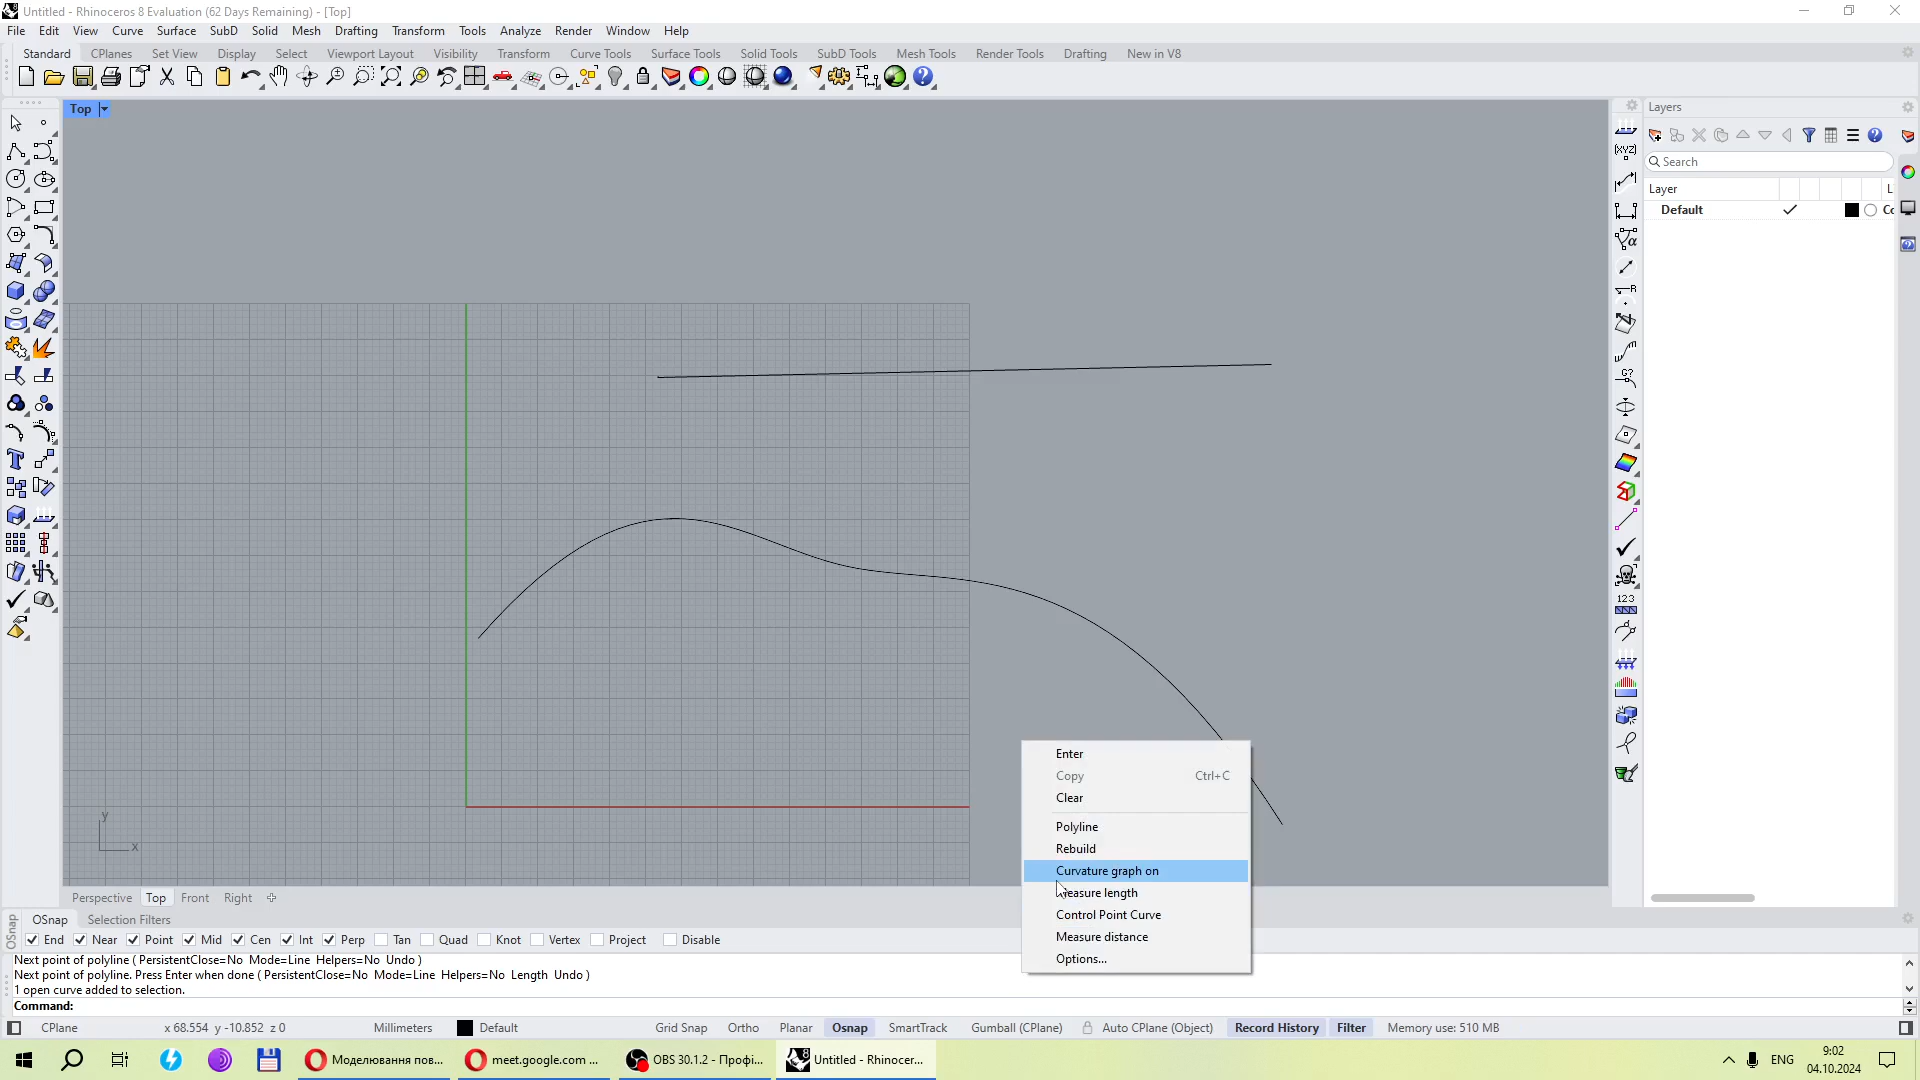 Untitled - Rhinoceros 8 Evaluation (62 Days Remaining) - [Top]
File Edit View Curve Surface SubD Solid Mesh Drafting Transform Tools Analyze Render Window Help
Standard CPlanes Set View Display Select Viewport Layout Visibility Transform Curve Tools Surface Tools Solid Tools SubD Tools Mesh Tools Render Tools Drafting New in V8
Top
Layers
Search
Layer L
Default Co
y
x
Enter
Copy Ctrl+C
Clear
Polyline
Rebuild
Curvature graph on
Measure length
Control Point Curve
Measure distance
Options...
Perspective Top Front Right
OSnap OSnap Selection Filters
End Near Point Mid Cen Int Perp Tan Quad Knot Vertex Project Disable
Next point of polyline ( PersistentClose=No Mode=Line Helpers=No Undo )
Next point of polyline. Press Enter when done ( PersistentClose=No Mode=Line Helpers=No Length Undo )
1 open curve added to selection.
Command:
CPlane x 68.554 y -10.852 z 0 Millimeters Default Grid Snap Ortho Planar Osnap SmartTrack Gumball (CPlane) Auto CPlane (Object) Record History Filter Memory use: 510 MB
Моделювання пов... meet.google.com ... OBS 30.1.2 - Профі... Untitled - Rhinocer... ENG 9:02
04.10.2024